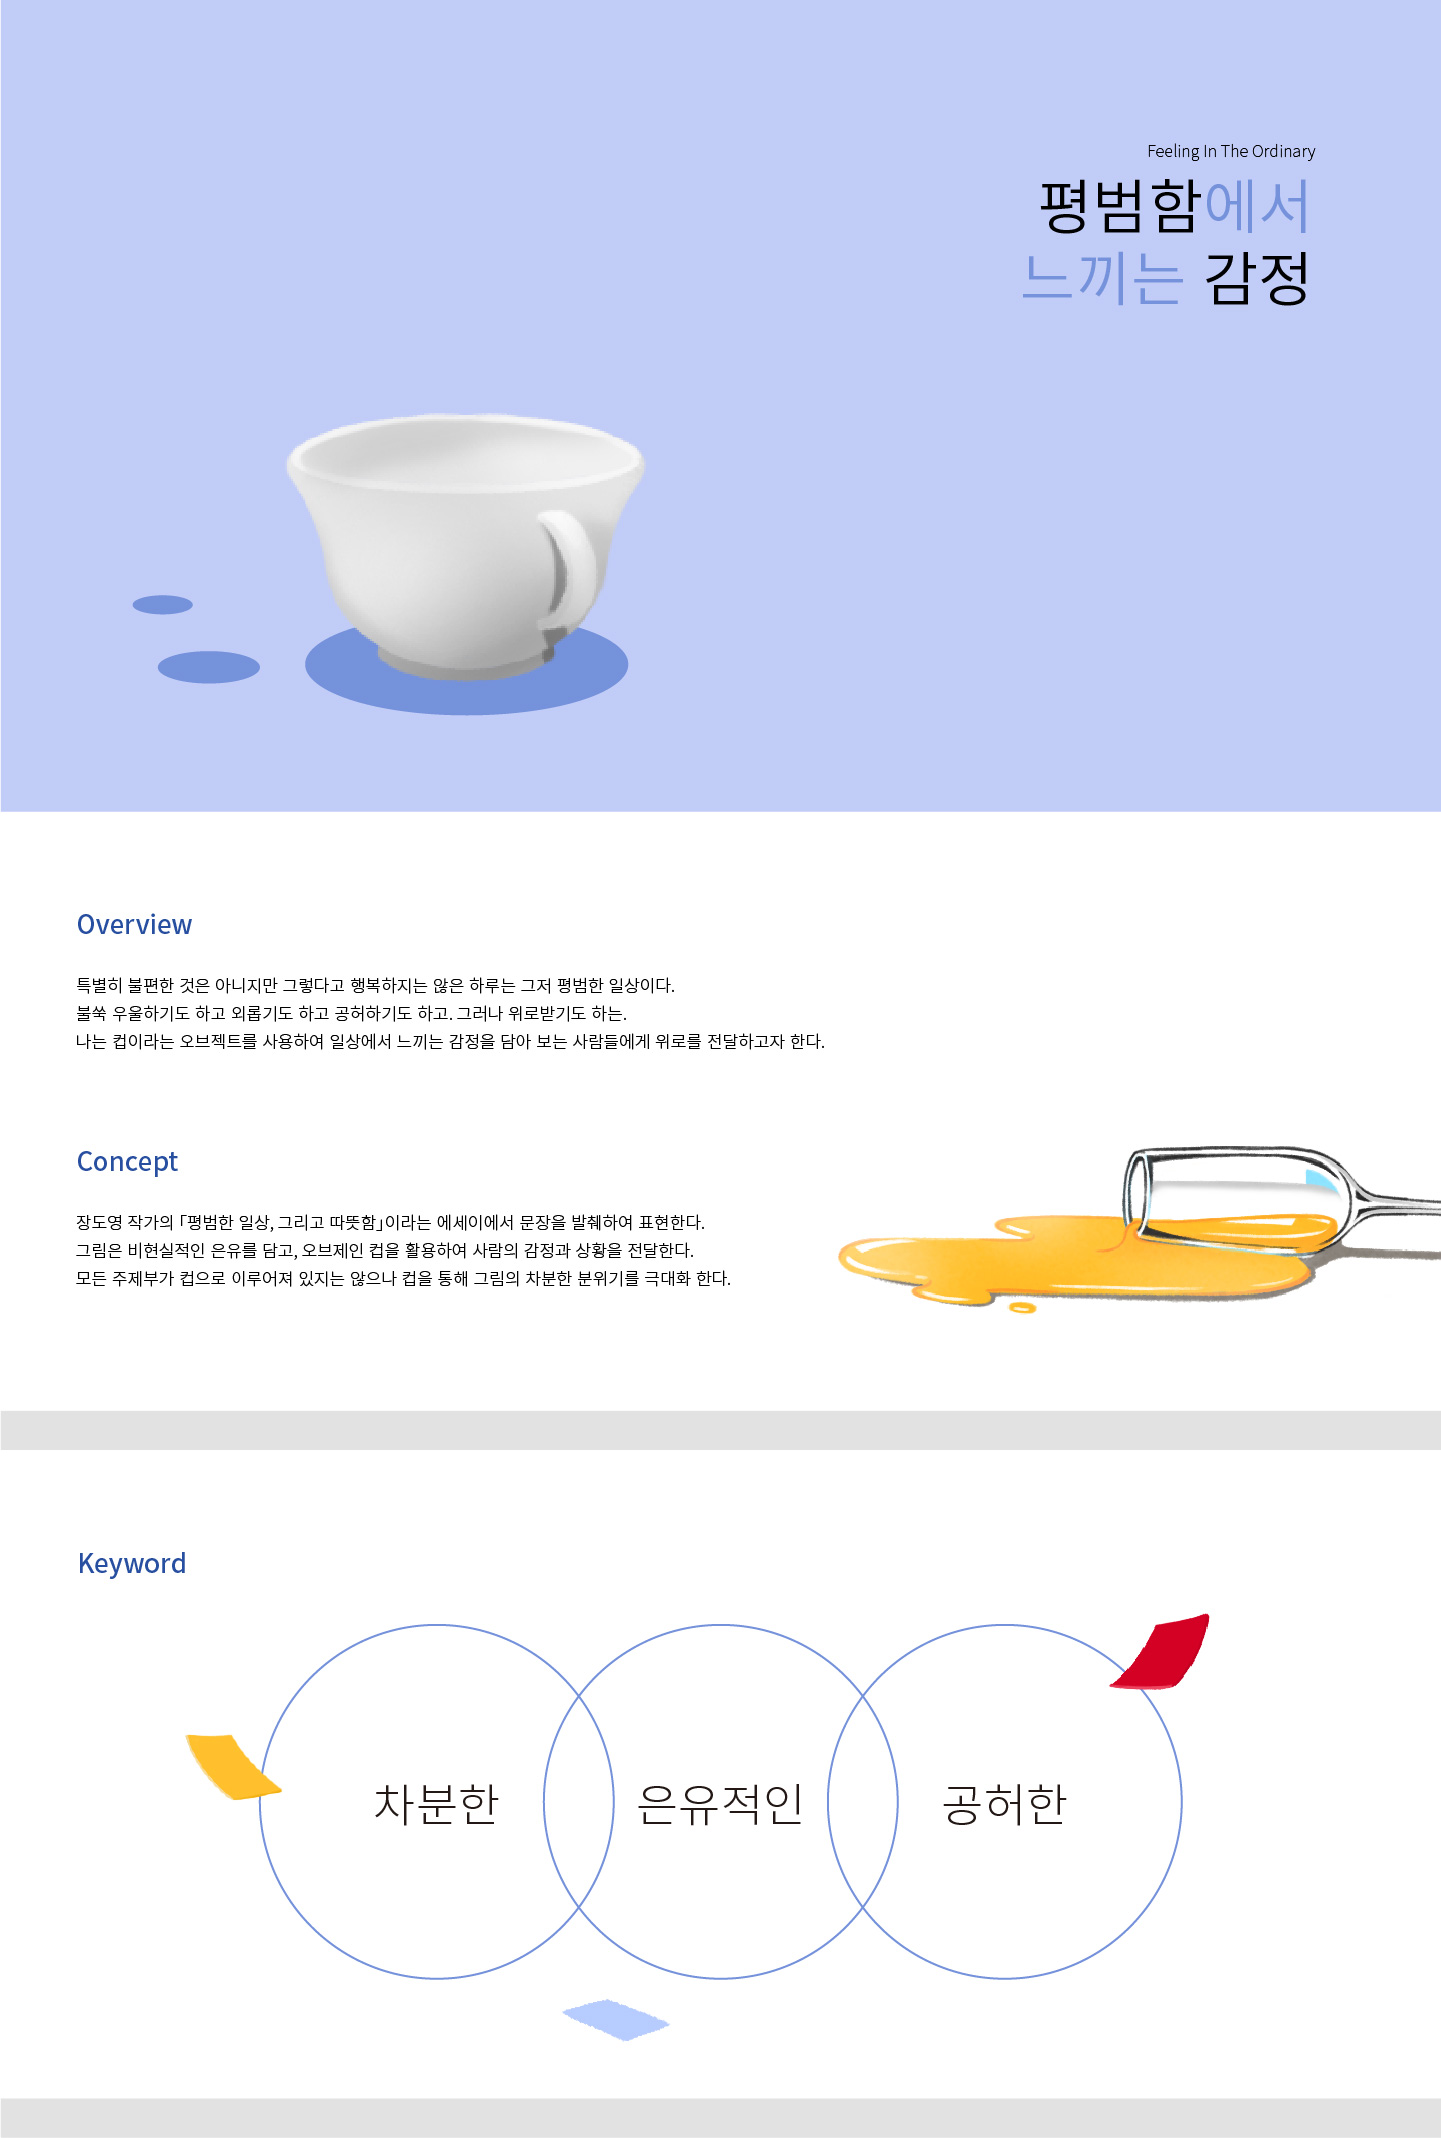 Feeling In The Ordinary
평범함에서
느끼는 감정
Overview
특별히 불편한 것은 아니지만 그렇다고 행복하지는 않은 하루는 그저 평범한 일상이다.
불쑥 우울하기도 하고 외롭기도 하고 공허하기도 하고. 그러나 위로받기도 하는.
나는 컵이라는 오브젝트를 사용하여 일상에서 느끼는 감정을 담아 보는 사람들에게 위로를 전달하고자 한다.
Concept
장도영 작가의 「평범한 일상, 그리고 따뜻함」이라는 에세이에서 문장을 발췌하여 표현한다.
그림은 비현실적인 은유를 담고, 오브제인 컵을 활용하여 사람의 감정과 상황을 전달한다.
모든 주제부가 컵으로 이루어져 있지는 않으나 컵을 통해 그림의 차분한 분위기를 극대화 한다.
Keyword
차분한 은유적인 공허한